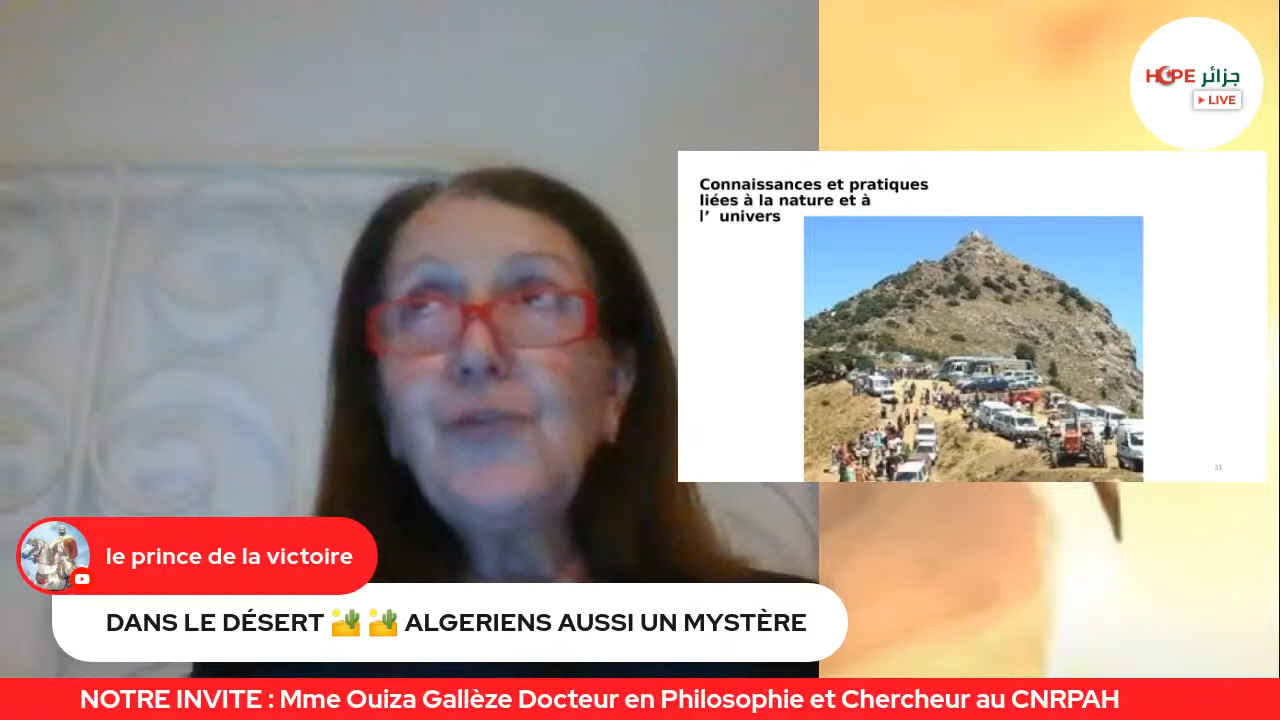 HOPE جزائر
LIVE
Connaissances et pratiques
liées à la nature et à
l’ univers
21
le prince de la victoire
DANS LE DÉSERT 🏜️ 🏜️ ALGERIENS AUSSI UN MYSTÈRE
NOTRE INVITE : Mme Ouiza Gallèze Docteur en Philosophie et Chercheur au CNRPAH